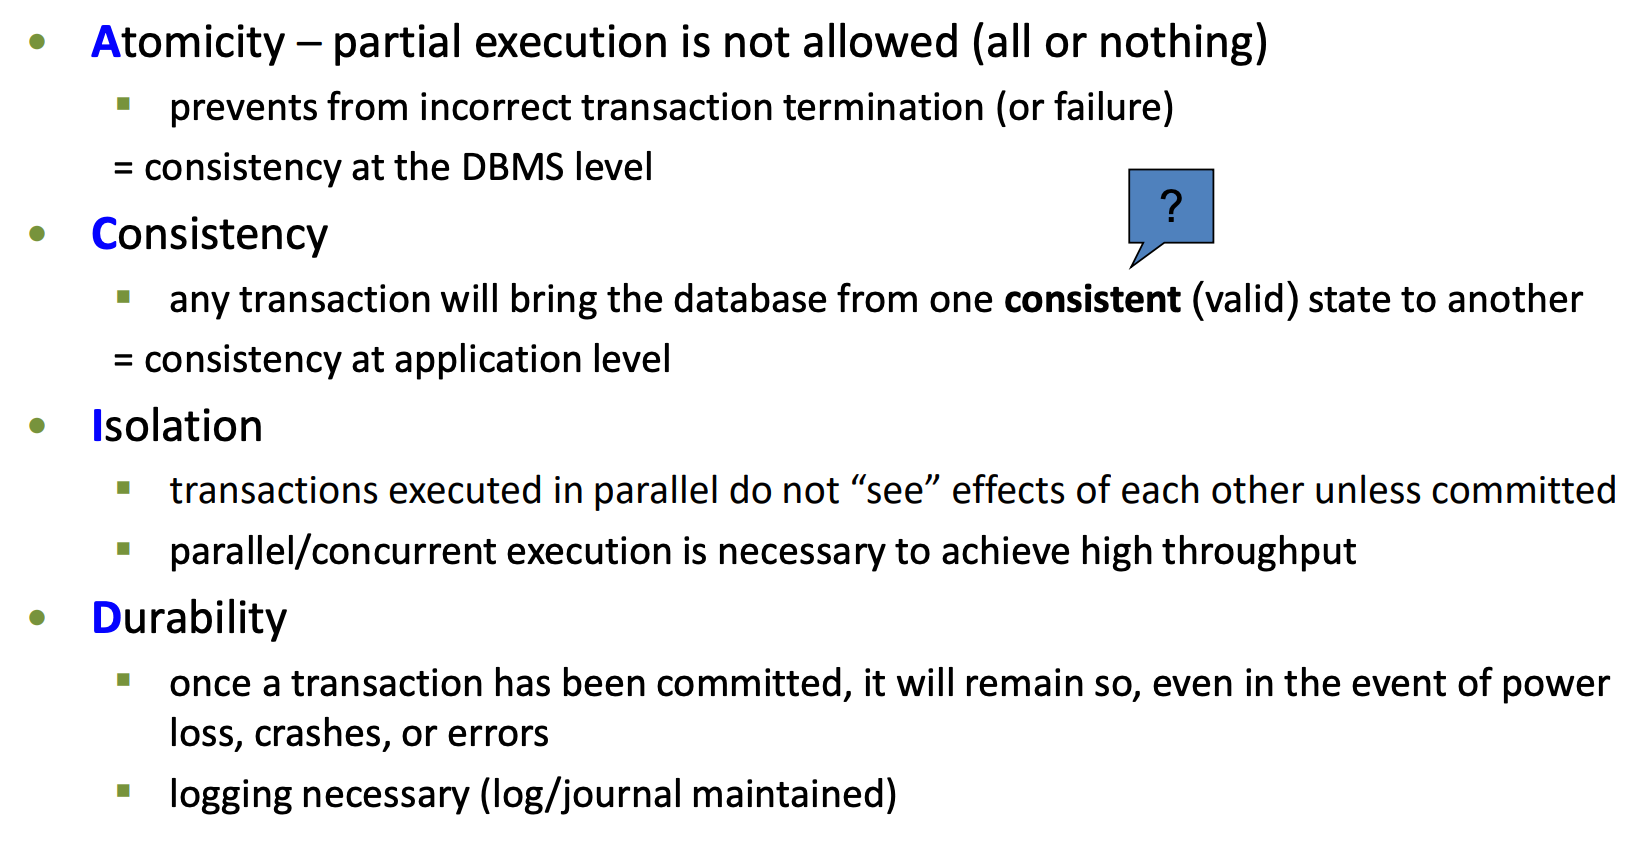 • Atomicity – partial execution is not allowed (all or nothing)
▪ prevents from incorrect transaction termination (or failure)
= consistency at the DBMS level
?
• Consistency
▪ any transaction will bring the database from one consistent (valid) state to another
= consistency at application level
• Isolation
▪ transactions executed in parallel do not “see” effects of each other unless committed
▪ parallel/concurrent execution is necessary to achieve high throughput
• Durability
▪ once a transaction has been committed, it will remain so, even in the event of power
loss, crashes, or errors
▪ logging necessary (log/journal maintained)